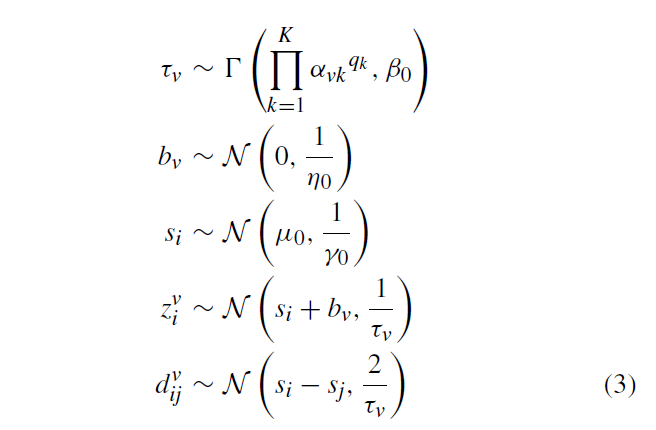 τ_v ∼ Γ ( ∏_{k=1}^{K} α_{vk}^{q_k}, β_0 )
b_v ∼ 𝒩 ( 0, 1/η_0 )
s_i ∼ 𝒩 ( μ_0, 1/γ_0 )
z_i^v ∼ 𝒩 ( s_i + b_v, 1/τ_v )
d_{ij}^v ∼ 𝒩 ( s_i − s_j, 2/τ_v ) (3)